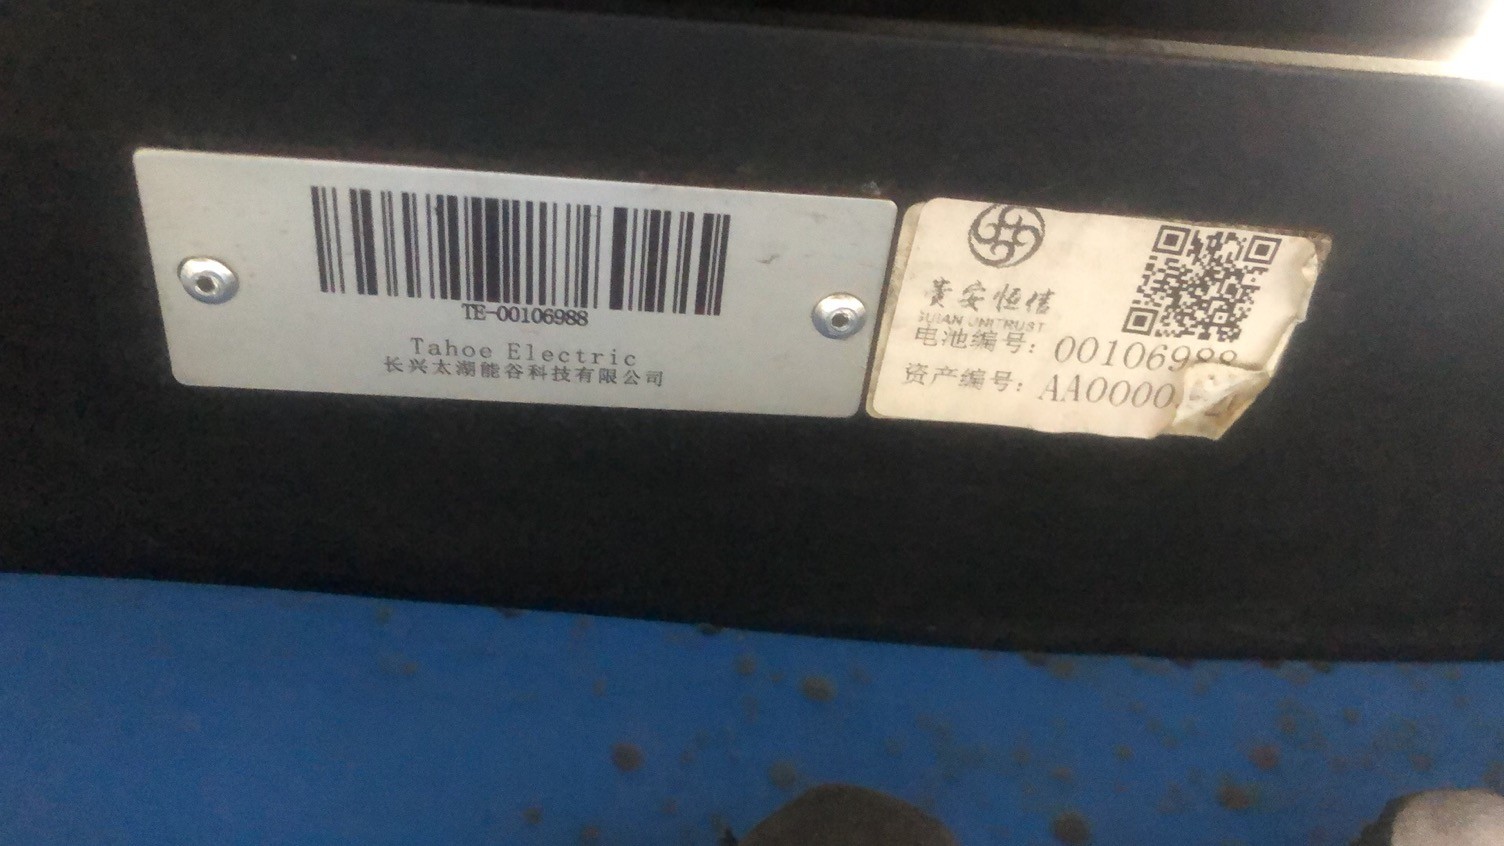 TE-00106988
Tahoe Electric
长兴太湖能谷科技有限公司
安恒信
UNITRUST
电池编号: 00106988
资产编号: AA0000